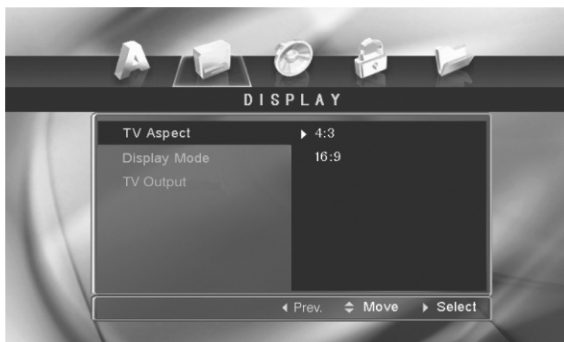 DISPLAY
TV Aspect
4:3
Display Mode
16:9
TV Output
Prev. Move Select